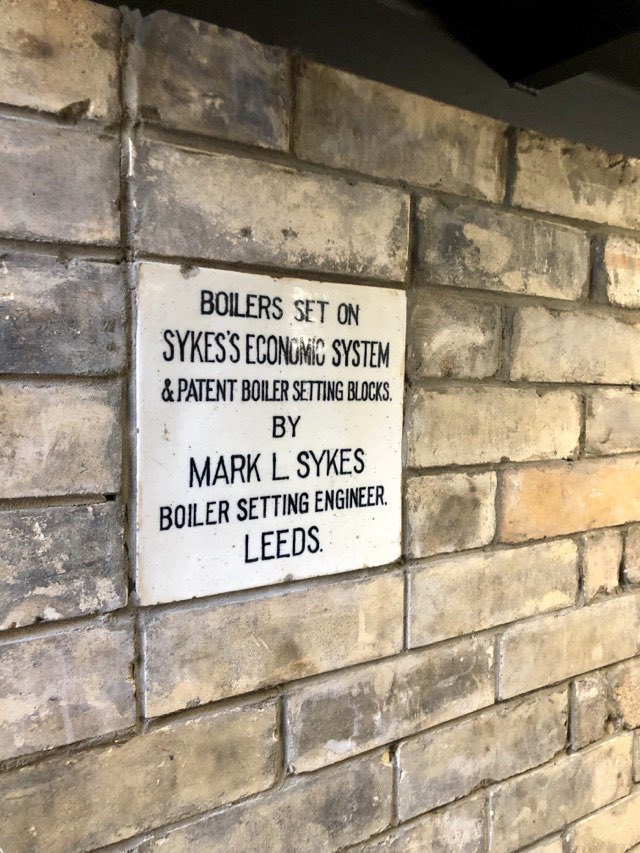 BOILERS SET ON
SYKES'S ECONOMIC SYSTEM
& PATENT BOILER SETTING BLOCKS.
BY
MARK L SYKES
BOILER SETTING ENGINEER.
LEEDS.